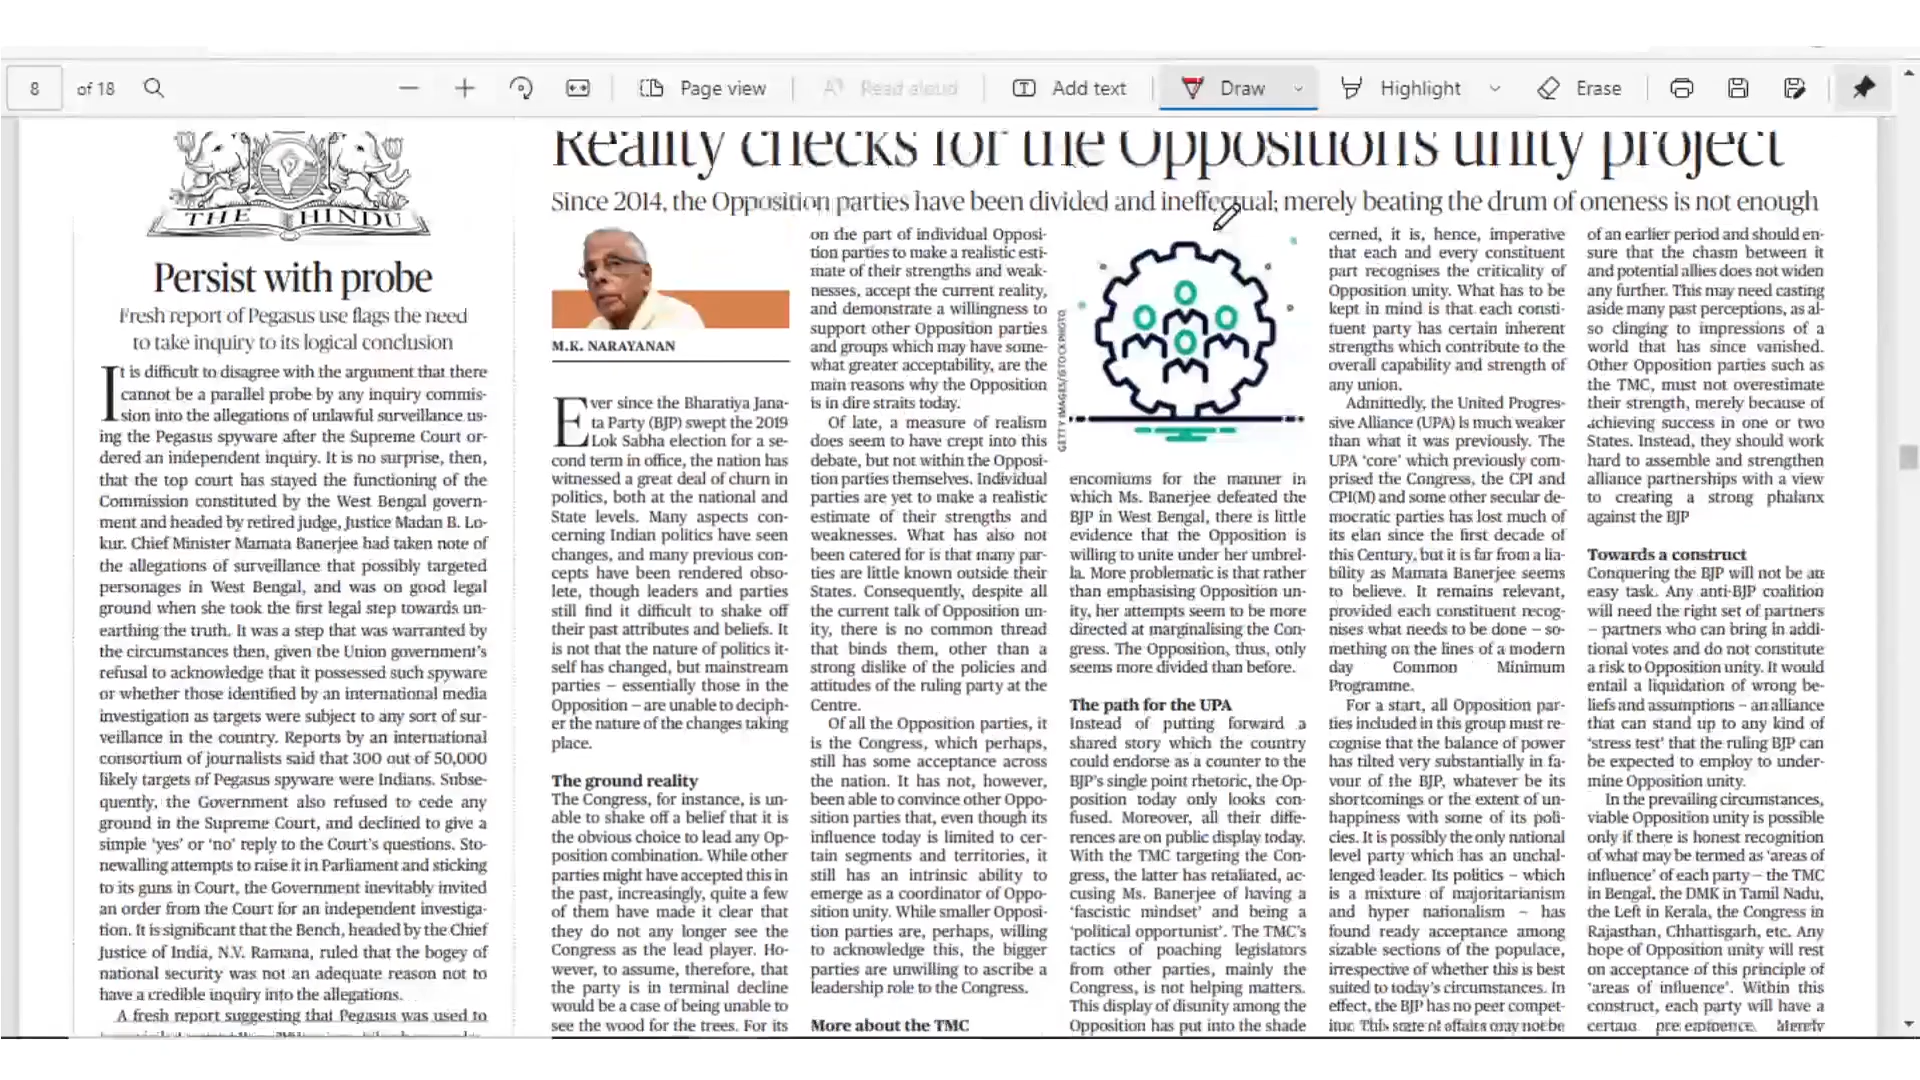 8 of 18 Page view Read aloud Add text Draw Highlight Erase
THE HINDU
Persist with probe
Fresh report of Pegasus use flags the need
to take inquiry to its logical conclusion
It is difficult to disagree with the argument that there
cannot be a parallel probe by any inquiry commis-
sion into the allegations of unlawful surveillance us-
ing the Pegasus spyware after the Supreme Court or-
dered an independent inquiry. It is no surprise, then,
that the top court has stayed the functioning of the
Commission constituted by the West Bengal govern-
ment and headed by retired judge, Justice Madan B. Lo-
kur. Chief Minister Mamata Banerjee had taken note of
the allegations of surveillance that possibly targeted
personages in West Bengal, and was on good legal
ground when she took the first legal step towards un-
earthing the truth. It was a step that was warranted by
the circumstances then, given the Union government's
refusal to acknowledge that it possessed such spyware
or whether those identified by an international media
investigation as targets were subject to any sort of sur-
veillance in the country. Reports by an international
consortium of journalists said that 300 out of 50,000
likely targets of Pegasus spyware were Indians. Subse-
quently, the Government also refused to cede any
ground in the Supreme Court, and declined to give a
simple 'yes' or 'no' reply to the Court's questions. Sto-
newalling attempts to raise it in Parliament and sticking
to its guns in Court, the Government inevitably invited
an order from the Court for an independent investiga-
tion. It is significant that the Bench, headed by the Chief
Justice of India, N.V. Ramana, ruled that the bogey of
national security was not an adequate reason not to
have a credible inquiry into the allegations.
A fresh report suggesting that Pegasus was used to
Reality checks for the Opposition's unity project
Since 2014, the Opposition parties have been divided and ineffectual; merely beating the drum of oneness is not enough
M.K. NARAYANAN
Ever since the Bharatiya Jana-
ta Party (BJP) swept the 2019
Lok Sabha election for a se-
cond term in office, the nation has
witnessed a great deal of churn in
politics, both at the national and
State levels. Many aspects con-
cerning Indian politics have seen
changes, and many previous con-
cepts have been rendered obso-
lete, though leaders and parties
still find it difficult to shake off
their past attributes and beliefs. It
is not that the nature of politics it-
self has changed, but mainstream
parties – essentially those in the
Opposition – are unable to deciph-
er the nature of the changes taking
place.
The ground reality
The Congress, for instance, is un-
able to shake off a belief that it is
the obvious choice to lead any Op-
position combination. While other
parties might have accepted this in
the past, increasingly, quite a few
of them have made it clear that
they do not any longer see the
Congress as the lead player. Ho-
wever, to assume, therefore, that
the party is in terminal decline
would be a case of being unable to
see the wood for the trees. For its
on the part of individual Opposi-
tion parties to make a realistic esti-
mate of their strengths and weak-
nesses, accept the current reality,
and demonstrate a willingness to
support other Opposition parties
and groups which may have some-
what greater acceptability, are the
main reasons why the Opposition
is in dire straits today.
Of late, a measure of realism
does seem to have crept into this
debate, but not within the Opposi-
tion parties themselves. Individual
parties are yet to make a realistic
estimate of their strengths and
weaknesses. What has also not
been catered for is that many par-
ties are little known outside their
States. Consequently, despite all
the current talk of Opposition un-
ity, there is no common thread
that binds them, other than a
strong dislike of the policies and
attitudes of the ruling party at the
Centre.
Of all the Opposition parties, it
is the Congress, which perhaps,
still has some acceptance across
the nation. It has not, however,
been able to convince other Oppo-
sition parties that, even though its
influence today is limited to cer-
tain segments and territories, it
still has an intrinsic ability to
emerge as a coordinator of Oppo-
sition unity. While smaller Opposi-
tion parties are, perhaps, willing
to acknowledge this, the bigger
parties are unwilling to ascribe a
leadership role to the Congress.
More about the TMC
GETTY IMAGES/ISTOCKPHOTO
encomiums for the manner in
which Ms. Banerjee defeated the
BJP in West Bengal, there is little
evidence that the Opposition is
willing to unite under her umbrel-
la. More problematic is that rather
than emphasising Opposition un-
ity, her attempts seem to be more
directed at marginalising the Con-
gress. The Opposition, thus, only
seems more divided than before.
The path for the UPA
Instead of putting forward a
shared story which the country
could endorse as a counter to the
BJP's single point rhetoric, the Op-
position today only looks con-
fused. Moreover, all their diffe-
rences are on public display today.
With the TMC targeting the Con-
gress, the latter has retaliated, ac-
cusing Ms. Banerjee of having a
'fascistic mindset' and being a
'political opportunist'. The TMC's
tactics of poaching legislators
from other parties, mainly the
Congress, is not helping matters.
This display of disunity among the
Opposition has put into the shade
cerned, it is, hence, imperative
that each and every constituent
part recognises the criticality of
Opposition unity. What has to be
kept in mind is that each consti-
tuent party has certain inherent
strengths which contribute to the
overall capability and strength of
any union.
Admittedly, the United Progres-
sive Alliance (UPA) is much weaker
than what it was previously. The
UPA 'core' which previously com-
prised the Congress, the CPI and
CPI(M) and some other secular de-
mocratic parties has lost much of
its elan since the first decade of
this Century, but it is far from a lia-
bility as Mamata Banerjee seems
to believe. It remains relevant,
provided each constituent recog-
nises what needs to be done – so-
mething on the lines of a modern
day Common Minimum
Programme.
For a start, all Opposition par-
ties included in this group must re-
cognise that the balance of power
has tilted very substantially in fa-
vour of the BJP, whatever be its
shortcomings or the extent of un-
happiness with some of its poli-
cies. It is possibly the only national
level party which has an unchal-
lenged leader. Its politics – which
is a mixture of majoritarianism
and hyper nationalism – has
found ready acceptance among
sizable sections of the populace,
irrespective of whether this is best
suited to today's circumstances. In
effect, the BJP has no peer compet-
itor. This state of affairs may not be
of an earlier period and should en-
sure that the chasm between it
and potential allies does not widen
any further. This may need casting
aside many past perceptions, as al-
so clinging to impressions of a
world that has since vanished.
Other Opposition parties such as
the TMC, must not overestimate
their strength, merely because of
achieving success in one or two
States. Instead, they should work
hard to assemble and strengthen
alliance partnerships with a view
to creating a strong phalanx
against the BJP
Towards a construct
Conquering the BJP will not be an
easy task. Any anti-BJP coalition
will need the right set of partners
– partners who can bring in addi-
tional votes and do not constitute
a risk to Opposition unity. It would
entail a liquidation of wrong be-
liefs and assumptions – an alliance
that can stand up to any kind of
'stress test' that the ruling BJP can
be expected to employ to under-
mine Opposition unity.
In the prevailing circumstances,
viable Opposition unity is possible
only if there is honest recognition
of what may be termed as 'areas of
influence' of each party – the TMC
in Bengal, the DMK in Tamil Nadu,
the Left in Kerala, the Congress in
Rajasthan, Chhattisgarh, etc. Any
hope of Opposition unity will rest
on acceptance of this principle of
'areas of influence'. Within this
construct, each party will have a
certain pre-eminence. Merely